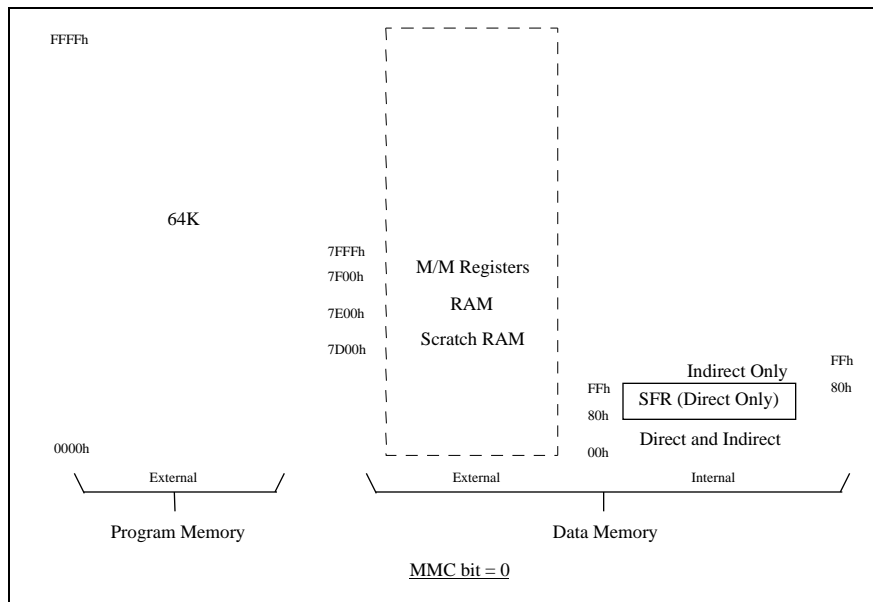 FFFFh
64K
7FFFh
7F00h
7E00h
7D00h
M/M Registers
RAM
Scratch RAM
FFh
80h
Indirect Only
FFh
80h
SFR (Direct Only)
00h
Direct and Indirect
0000h
External
External
Internal
Program Memory
Data Memory
MMC bit = 0